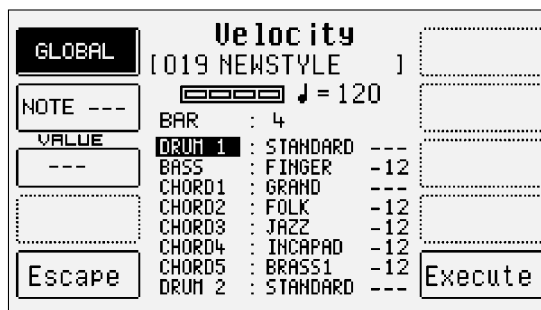 Velocity
GLOBAL
[019 NEWSTYLE ]
♩ = 120
NOTE ---
BAR : 4
VALUE
---
DRUM 1 : STANDARD ---
BASS : FINGER -12
CHORD1 : GRAND ---
CHORD2 : FOLK -12
CHORD3 : JAZZ -12
CHORD4 : INCAPAD -12
CHORD5 : BRASS1 -12
DRUM 2 : STANDARD ---
Escape
Execute